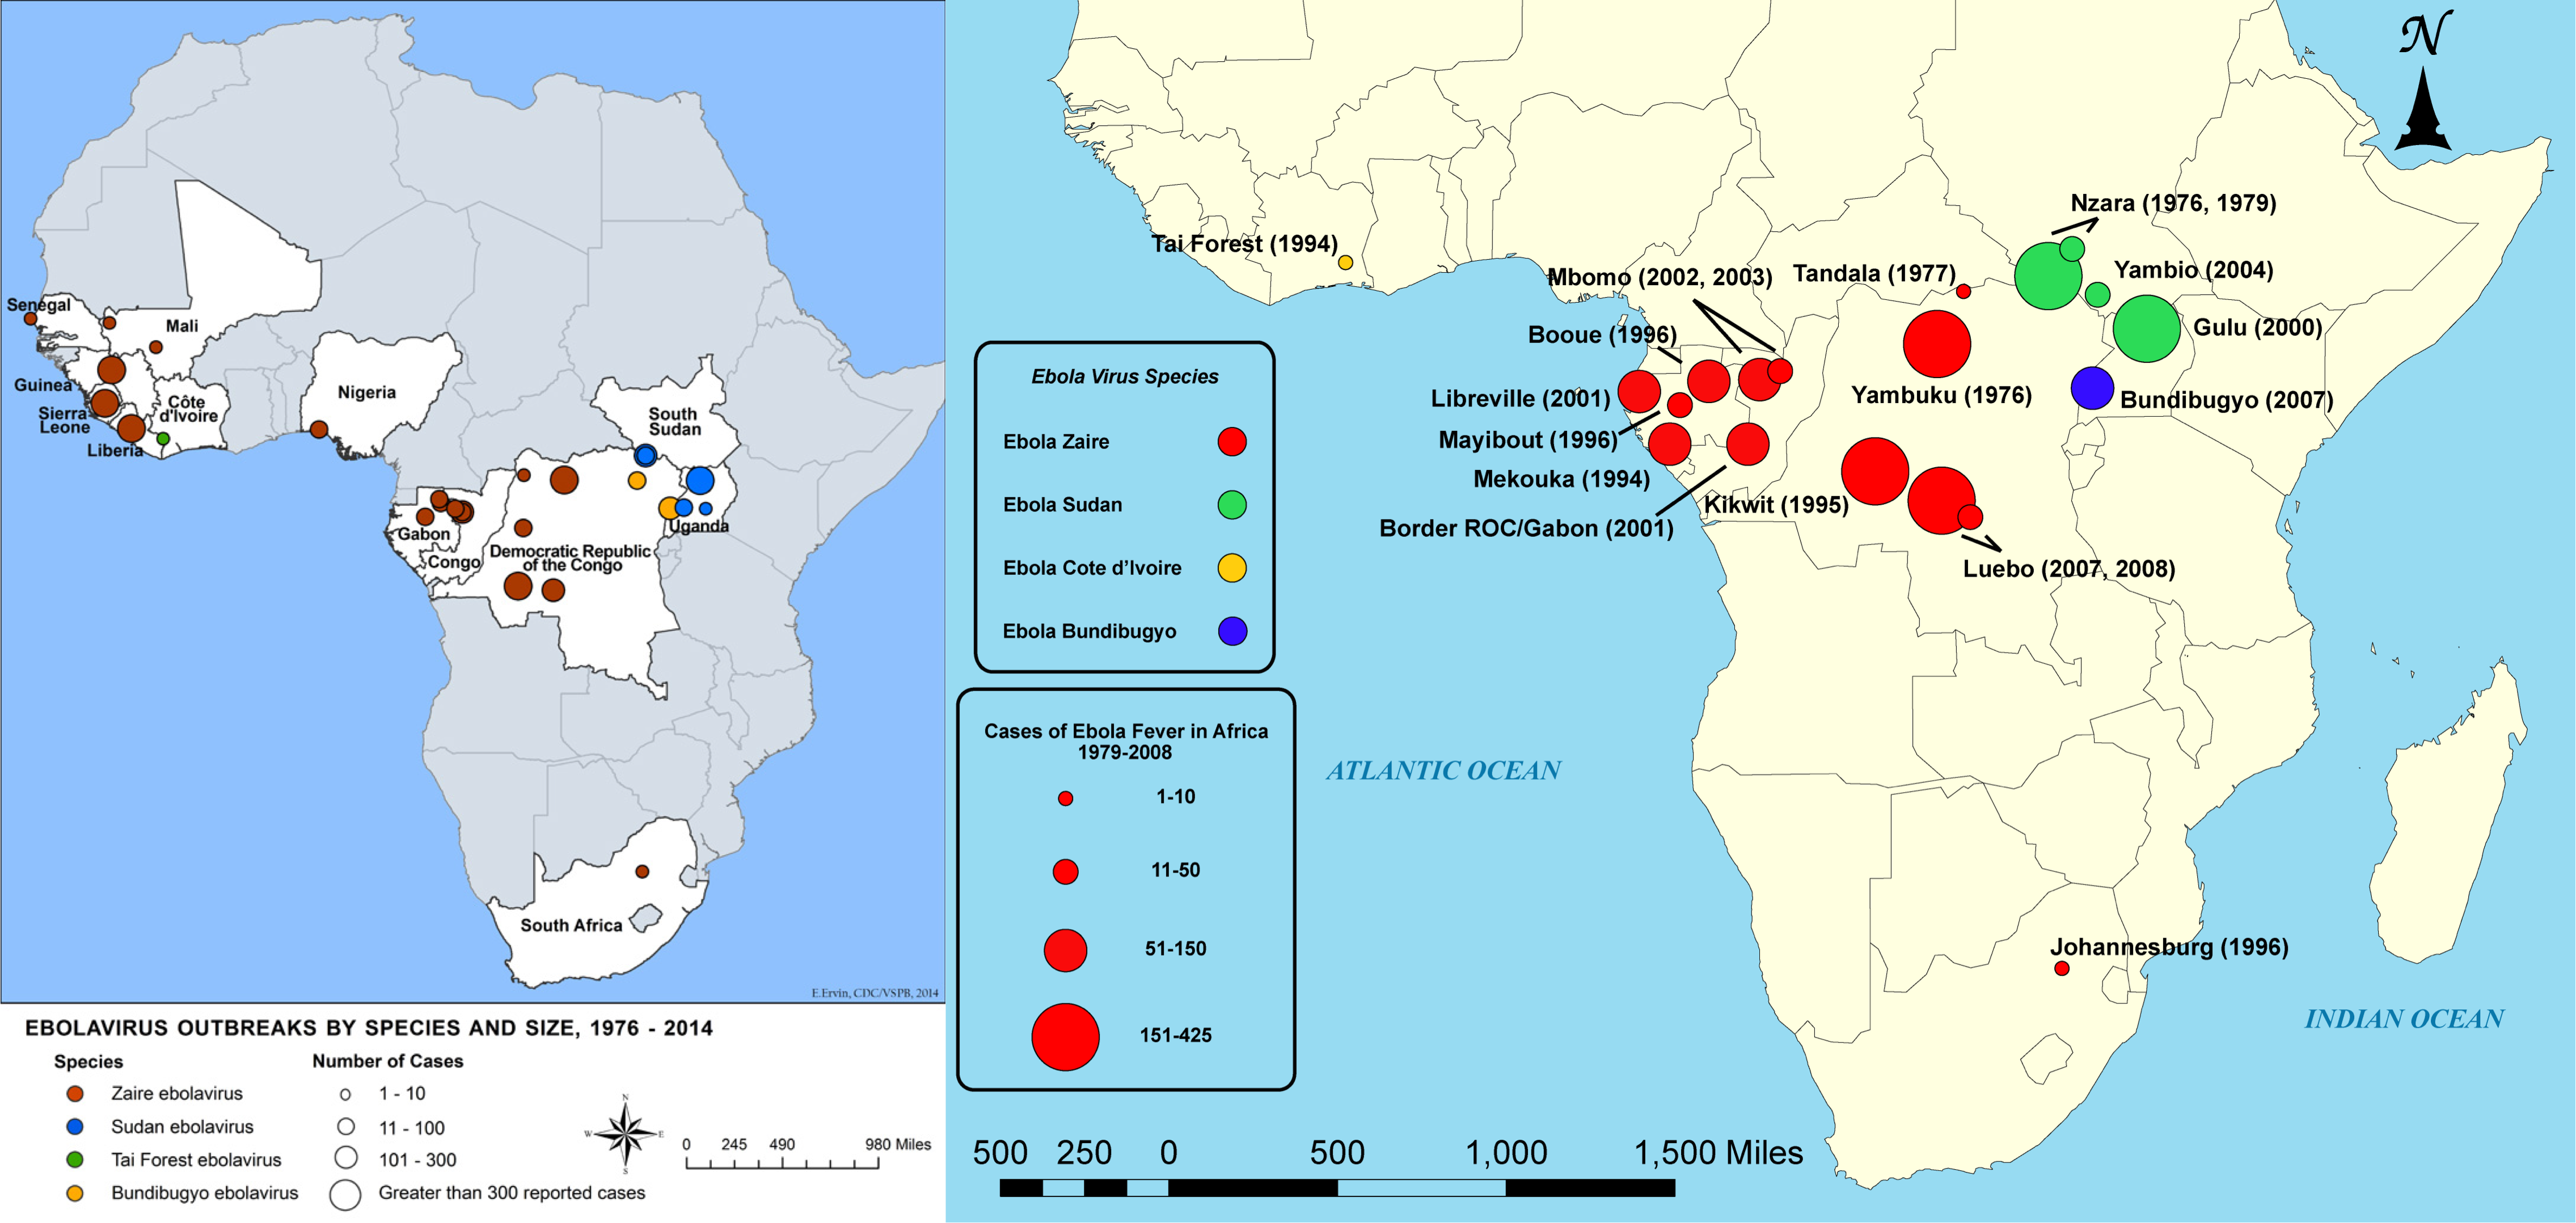 Senegal
Mali
Guinea
Sierra
Leone
Côte
d'Ivoire
Liberia
Nigeria
South
Sudan
Uganda
Gabon
Congo
Democratic Republic
of the Congo
South Africa
E.Ervin, CDC/VSPB, 2014
EBOLAVIRUS OUTBREAKS BY SPECIES AND SIZE, 1976 - 2014
Species
Zaire ebolavirus
Sudan ebolavirus
Tai Forest ebolavirus
Bundibugyo ebolavirus
Number of Cases
1 - 10
11 - 100
101 - 300
Greater than 300 reported cases
N
W E
S
0 245 490 980 Miles
N
Nzara (1976, 1979)
Tai Forest (1994)
Mbomo (2002, 2003)
Tandala (1977)
Yambio (2004)
Booue (1996)
Gulu (2000)
Libreville (2001)
Yambuku (1976)
Bundibugyo (2007)
Mayibout (1996)
Mekouka (1994)
Kikwit (1995)
Border ROC/Gabon (2001)
Luebo (2007, 2008)
Ebola Virus Species
Ebola Zaire
Ebola Sudan
Ebola Cote d’Ivoire
Ebola Bundibugyo
Cases of Ebola Fever in Africa
1979-2008
1-10
11-50
51-150
151-425
ATLANTIC OCEAN
Johannesburg (1996)
INDIAN OCEAN
500 250 0 500 1,000 1,500 Miles